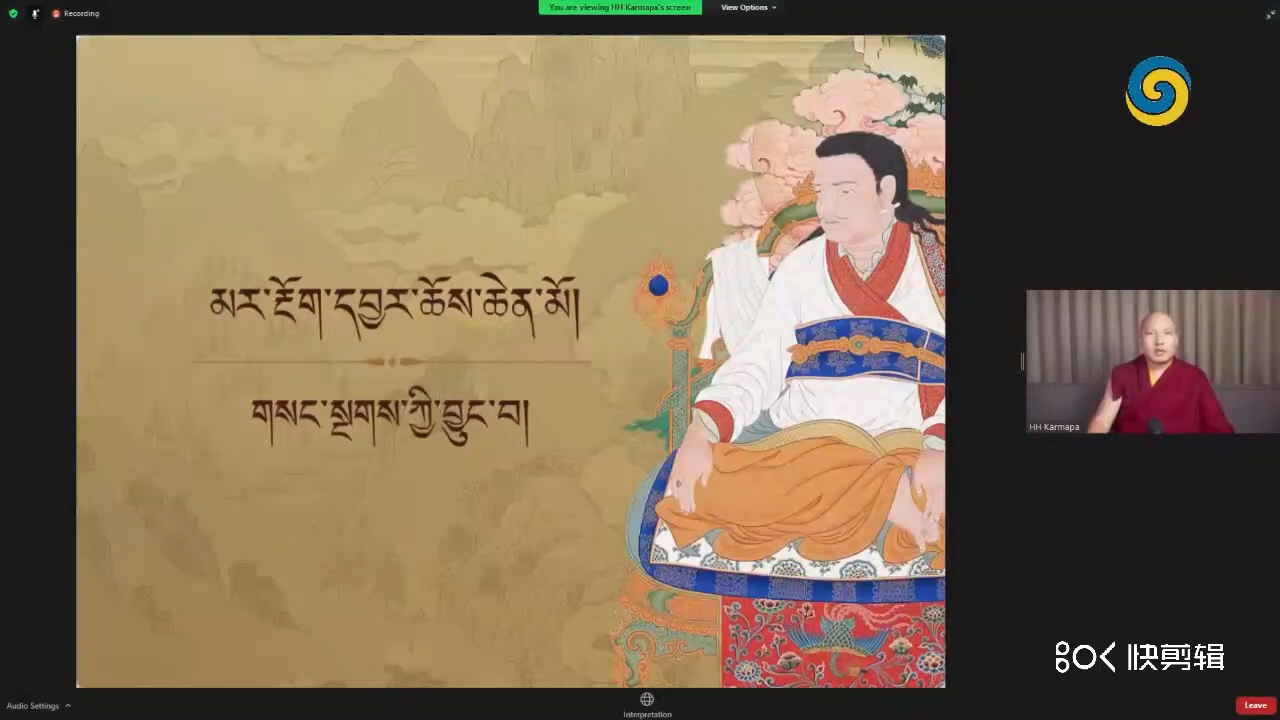 Recording
You are viewing HH Karmapa's screen
View Options
མར་རྔོག་དབྱར་ཆོས་ཆེན་མོ།
གསང་སྔགས་ཀྱི་བྱུང་བ།
HH Karmapa
快剪辑
Audio Settings
Interpretation
Leave